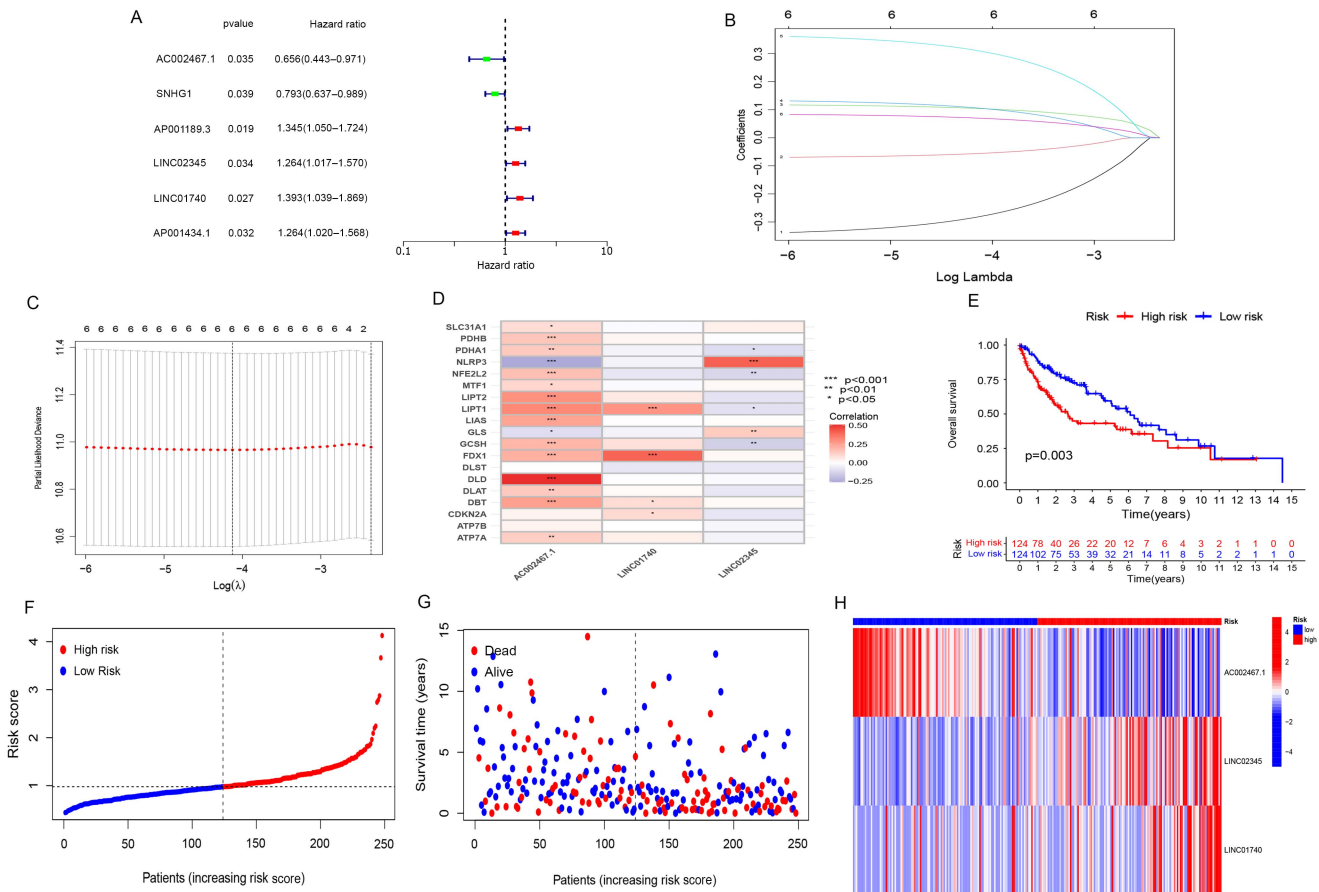 A
pvalue Hazard ratio
AC002467.1 0.035 0.656(0.443–0.971)
SNHG1 0.039 0.793(0.637–0.989)
AP001189.3 0.019 1.345(1.050–1.724)
LINC02345 0.034 1.264(1.017–1.570)
LINC01740 0.027 1.393(1.039–1.869)
AP001434.1 0.032 1.264(1.020–1.568)
0.1 1 10
Hazard ratio
B
6 6 6 6
0.3
0.2
0.1
0.0
−0.1
−0.2
−0.3
Coefficients
1
−6 −5 −4 −3
Log Lambda
C
6 6 6 6 6 6 6 6 6 6 6 6 6 6 6 6 6 4 2
11.4
11.2
11.0
10.8
10.6
Partial Likelihood Deviance
−6 −5 −4 −3
Log(λ)
D
SLC31A1 *
PDHB ***
PDHA1 ** *
NLRP3 *** ***
NFE2L2 *** **
MTF1 *
LIPT2 ***
LIPT1 *** *** *
LIAS ***
GLS * **
GCSH *** **
FDX1 *** ***
DLST
DLD ***
DLAT **
DBT *** *
CDKN2A *
ATP7B
ATP7A **
AC002467.1 LINC01740 LINC02345
*** p<0.001
** p<0.01
* p<0.05
Correlation
0.50
0.25
0.00
−0.25
E
Risk High risk Low risk
1.00
0.75
0.50
0.25
0.00
Overall survival
p=0.003
0 1 2 3 4 5 6 7 8 9 10 11 12 13 14 15
Time(years)
Risk
High risk 124 78 40 26 22 20 12 7 6 4 3 2 1 1 0 0
Low risk 124 102 75 53 39 32 21 14 11 8 5 2 2 1 1 0
0 1 2 3 4 5 6 7 8 9 10 11 12 13 14 15
Time(years)
F
High risk
Low Risk
4
3
2
1
Risk score
0 50 100 150 200 250
Patients (increasing risk score)
G
Dead
Alive
15
10
5
0
Survival time (years)
0 50 100 150 200 250
Patients (increasing risk score)
H
Risk
AC002467.1
LINC02345
LINC01740
4
2
0
−2
−4
Risk
low
high